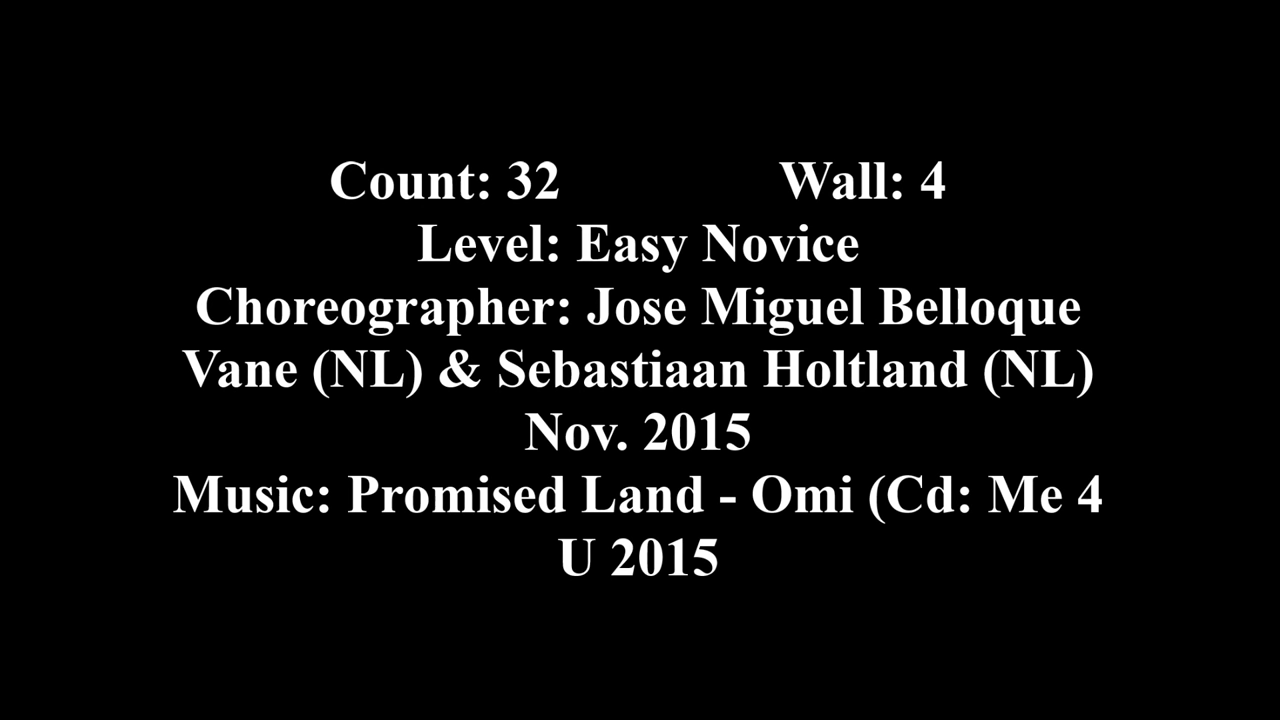 Count: 32 Wall: 4
Level: Easy Novice
Choreographer: Jose Miguel Belloque
Vane (NL) & Sebastiaan Holtland (NL)
Nov. 2015
Music: Promised Land - Omi (Cd: Me 4
U 2015